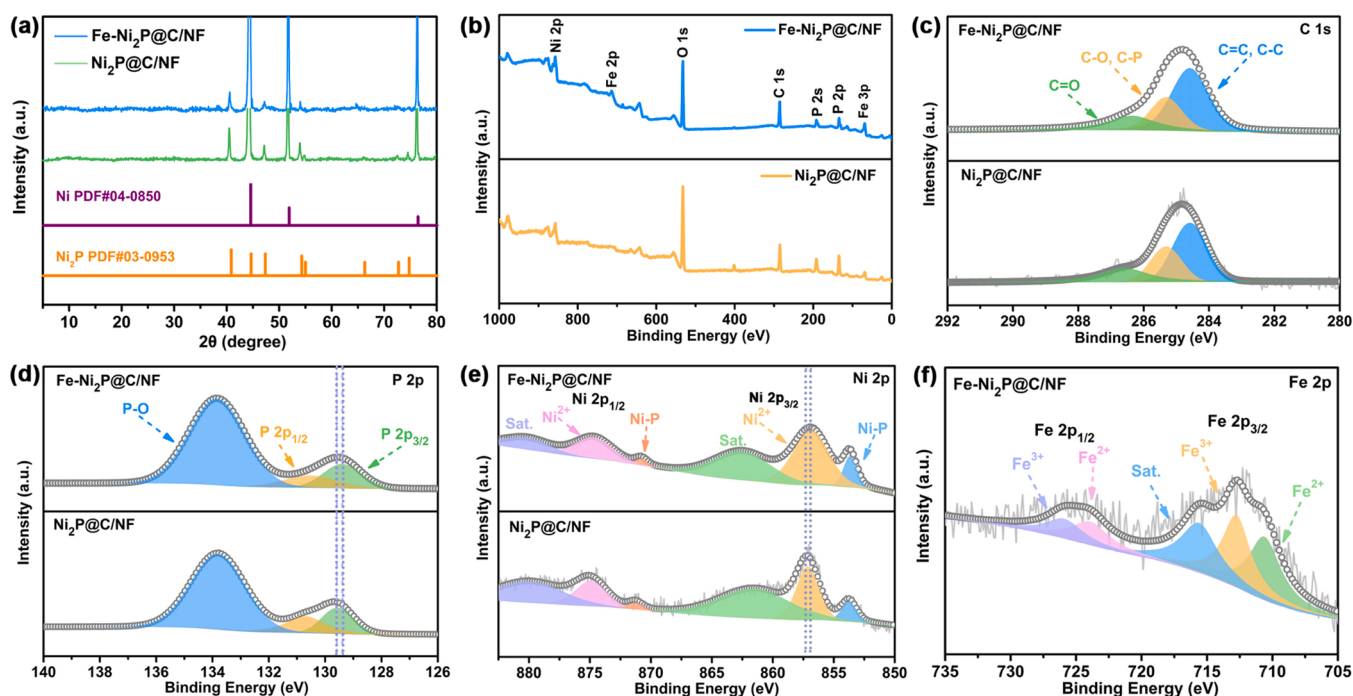 (a)
Fe-Ni₂P@C/NF
Ni₂P@C/NF
Ni PDF#04-0850
Ni₂P PDF#03-0953
Intensity (a.u.)
10 20 30 40 50 60 70 80
2θ (degree)
(b)
Fe-Ni₂P@C/NF
Ni 2p
Fe 2p
O 1s
C 1s
P 2s
P 2p
Fe 3p
Ni₂P@C/NF
Intensity (a.u.)
1000 800 600 400 200 0
Binding Energy (eV)
(c)
Fe-Ni₂P@C/NF
C 1s
C-O, C-P
C=C, C-C
C=O
Ni₂P@C/NF
Intensity (a.u.)
292 290 288 286 284 282 280
Binding Energy (eV)
(d)
Fe-Ni₂P@C/NF
P 2p
P-O
P 2p₁/₂
P 2p₃/₂
Ni₂P@C/NF
Intensity (a.u.)
140 138 136 134 132 130 128 126
Binding Energy (eV)
(e)
Fe-Ni₂P@C/NF
Ni 2p
Ni 2p₁/₂
Ni 2p₃/₂
Sat.
Ni²⁺
Ni-P
Sat.
Ni²⁺
Ni-P
Ni₂P@C/NF
Intensity (a.u.)
880 875 870 865 860 855 850
Binding Energy (eV)
(f)
Fe-Ni₂P@C/NF
Fe 2p
Fe 2p₁/₂
Fe 2p₃/₂
Fe³⁺
Fe²⁺
Sat.
Fe³⁺
Fe²⁺
Intensity (a.u.)
735 730 725 720 715 710 705
Binding Energy (eV)